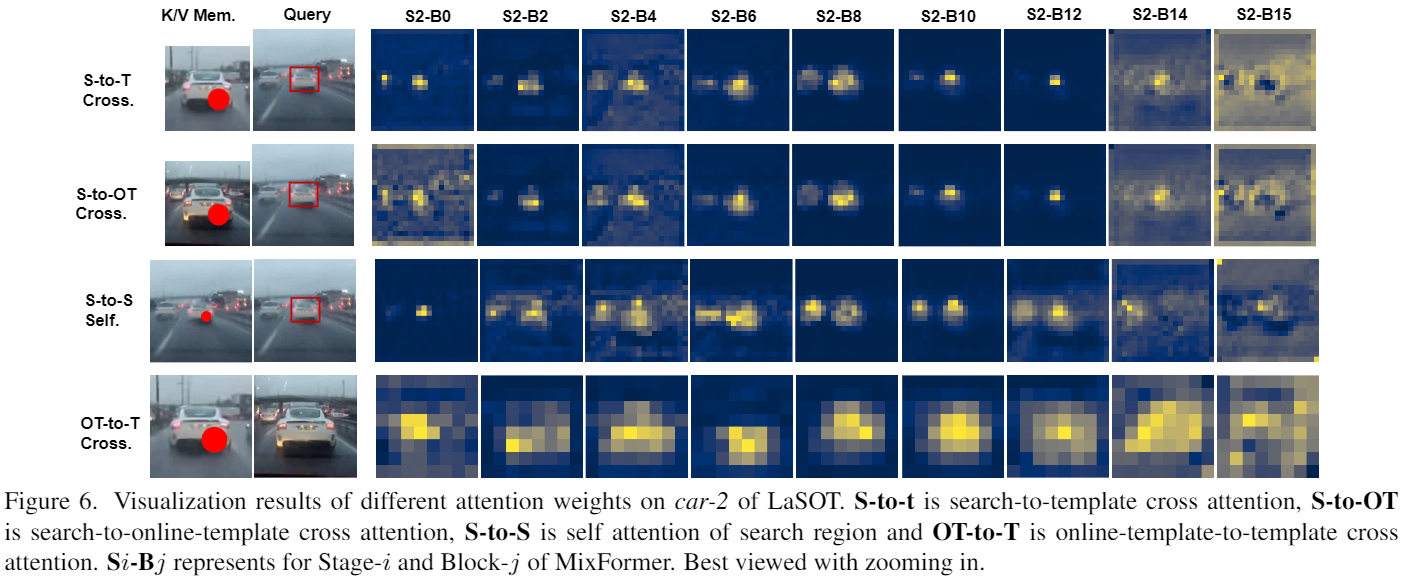 K/V Mem. Query S2-B0 S2-B2 S2-B4 S2-B6 S2-B8 S2-B10 S2-B12 S2-B14 S2-B15
S-to-T
Cross.
S-to-OT
Cross.
S-to-S
Self.
OT-to-T
Cross.
Figure 6. Visualization results of different attention weights on car-2 of LaSOT. S-to-t is search-to-template cross attention, S-to-OT
is search-to-online-template cross attention, S-to-S is self attention of search region and OT-to-T is online-template-to-template cross
attention. Si-Bj represents for Stage-i and Block-j of MixFormer. Best viewed with zooming in.